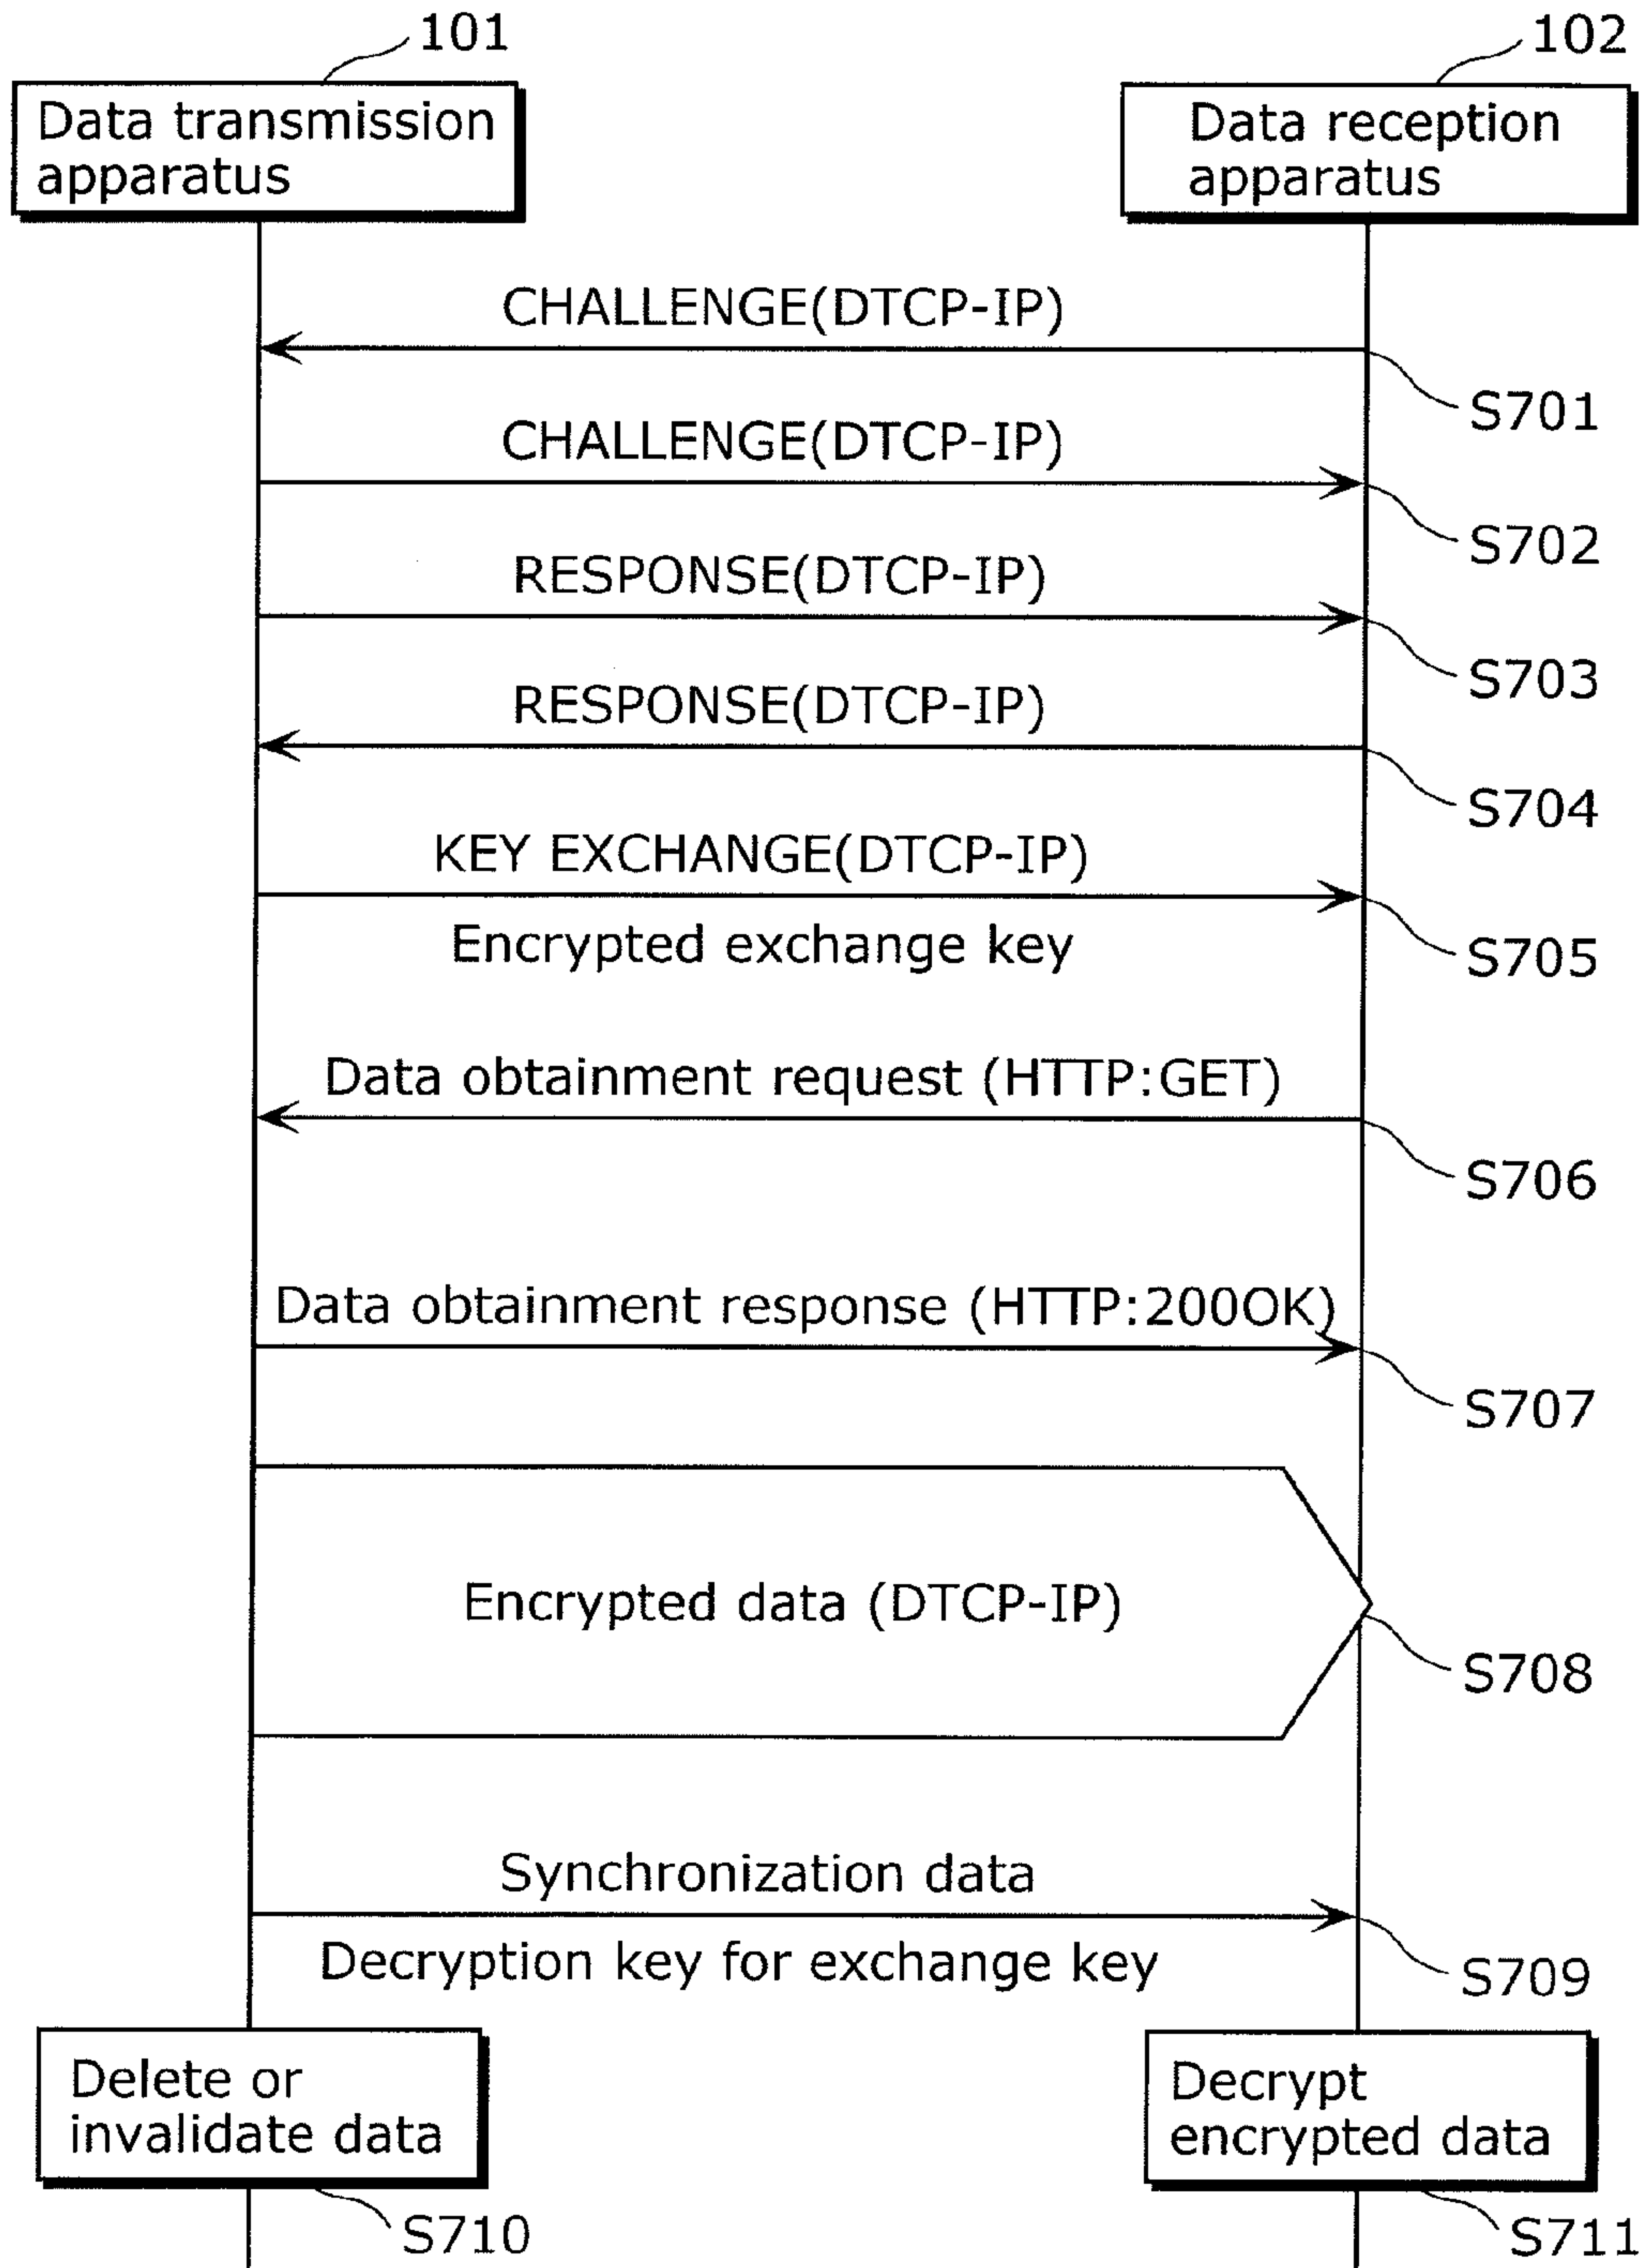 101
102
Data transmission
apparatus
Data reception
apparatus
CHALLENGE(DTCP-IP)
S701
CHALLENGE(DTCP-IP)
S702
RESPONSE(DTCP-IP)
S703
RESPONSE(DTCP-IP)
S704
KEY EXCHANGE(DTCP-IP)
Encrypted exchange key
S705
Data obtainment request (HTTP:GET)
S706
Data obtainment response (HTTP:200OK)
S707
Encrypted data (DTCP-IP)
S708
Synchronization data
Decryption key for exchange key
S709
Delete or
invalidate data
Decrypt
encrypted data
S710
S711